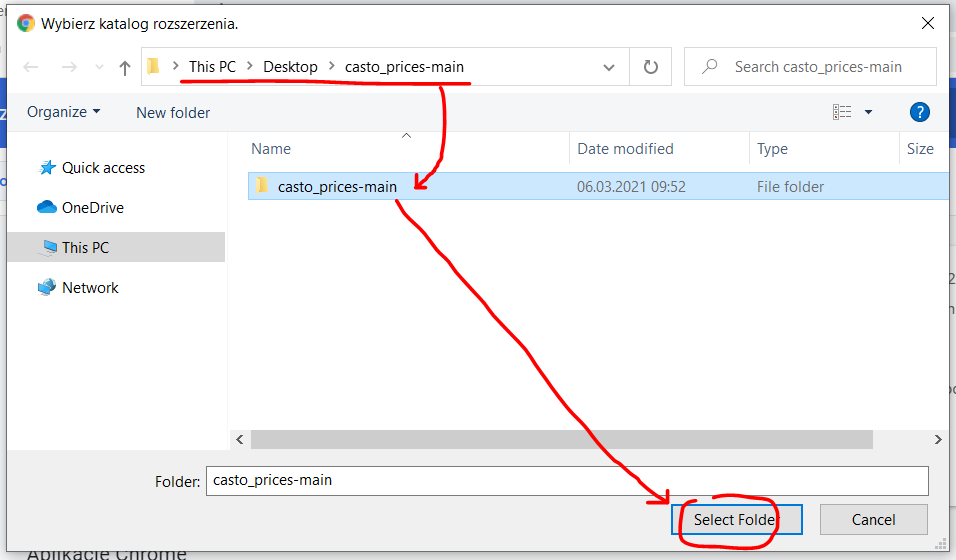 Wybierz katalog rozszerzenia.
This PC > Desktop > casto_prices-main
Search casto_prices-main
Organize
New folder
?
Name
Date modified
Type
Size
Quick access
OneDrive
This PC
Network
casto_prices-main
06.03.2021 09:52
File folder
Folder:
casto_prices-main
Select Folder
Cancel
Aplikacje Chrome